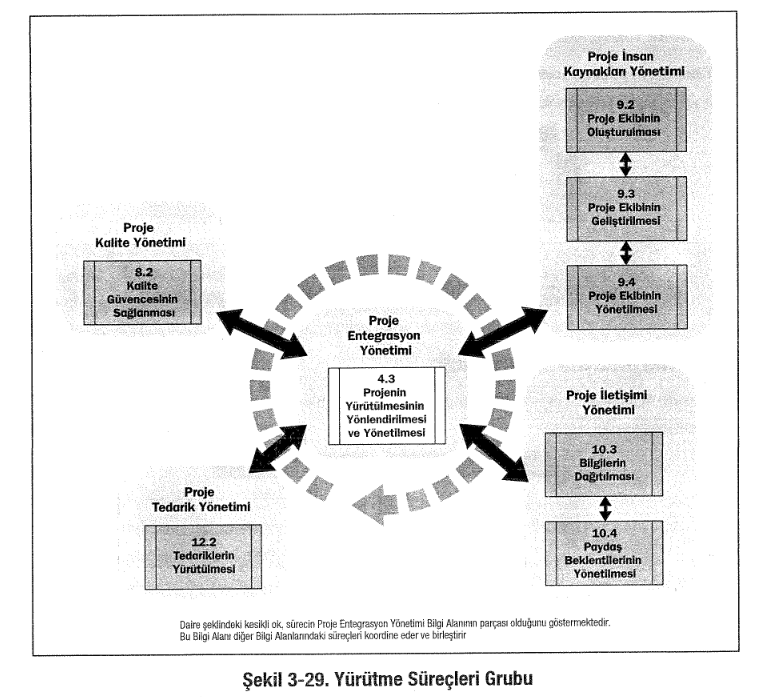 Proje İnsan
Kaynakları Yönetimi
9.2
Proje Ekibinin
Oluşturulması
9.3
Proje Ekibinin
Geliştirilmesi
9.4
Proje Ekibinin
Yönetilmesi
Proje
Kalite Yönetimi
8.2
Kalite
Güvencesinin
Sağlanması
Proje
Entegrasyon
Yönetimi
4.3
Projenin
Yürütülmesinin
Yönlendirilmesi
ve Yönetilmesi
Proje İletişimi
Yönetimi
10.3
Bilgilerin
Dağıtılması
10.4
Paydaş
Beklentilerinin
Yönetilmesi
Proje
Tedarik Yönetimi
12.2
Tedariklerin
Yürütülmesi
Daire şeklindeki kesikli ok, sürecin Proje Entegrasyon Yönetimi Bilgi Alanının parçası olduğunu göstermektedir.
Bu Bilgi Alanı diğer Bilgi Alanlarındaki süreçleri koordine eder ve birleştirir
Şekil 3-29. Yürütme Süreçleri Grubu